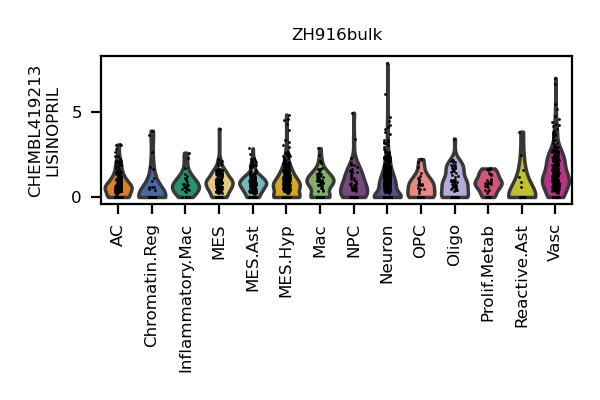 ZH916bulk
CHEMBL419213
LISINOPRIL
5
0
AC
Chromatin.Reg
Inflammatory.Mac
MES
MES.Ast
MES.Hyp
Mac
NPC
Neuron
OPC
Oligo
Prolif.Metab
Reactive.Ast
Vasc